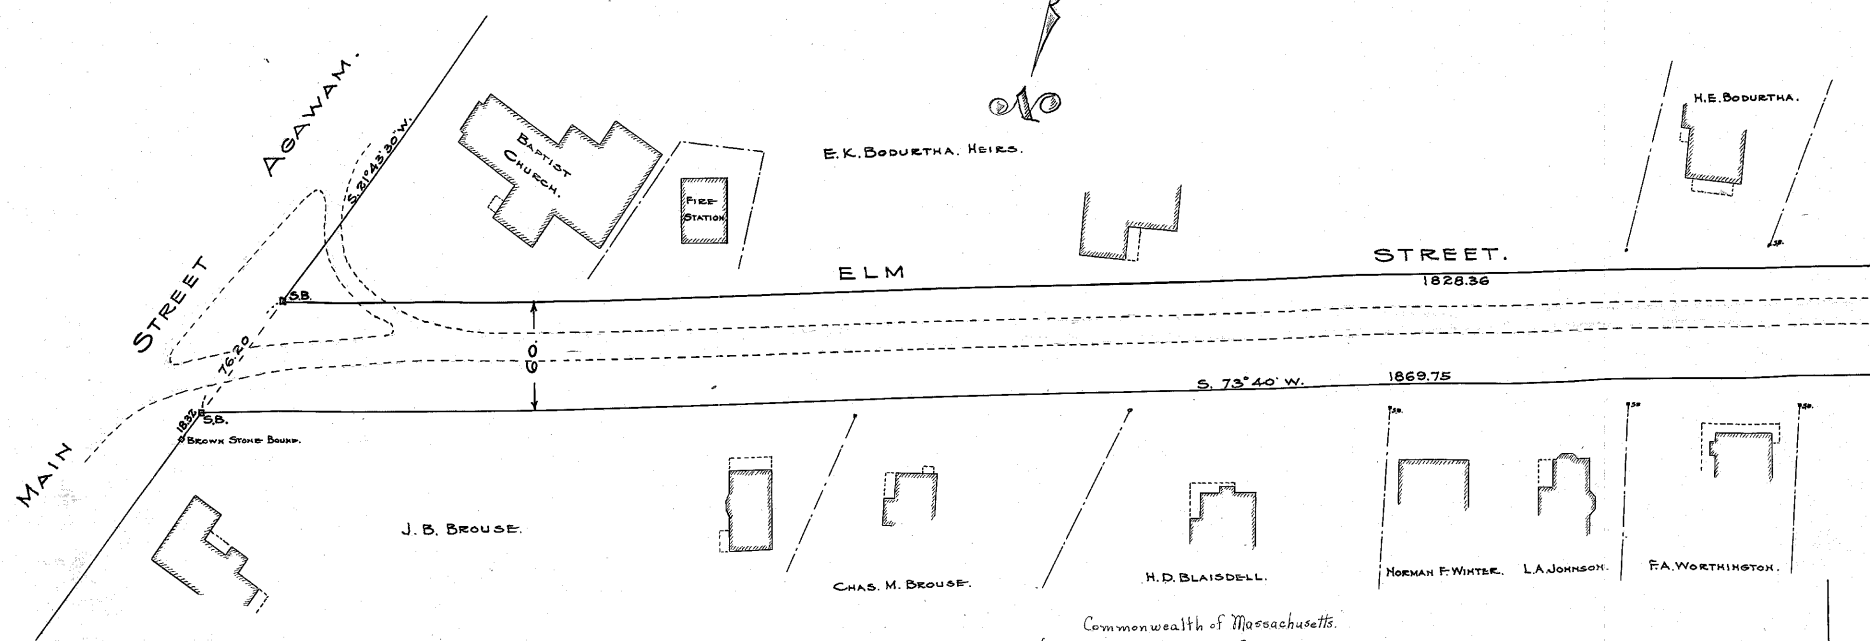 AGAWAM.
S. 21°43'30"W.
BAPTIST
CHURCH.
FIRE
STATION
E.K. BODURTHA. HEIRS.
N
H.E. BODURTHA.
S.B.
MAIN STREET
ELM STREET.
1828.36
S.B.
76.20
60
S. 73°40' W.
1869.75
18.32
S.B.
BROWN STONE BOUND.
S.B.
S.B.
S.B.
J. B. BROUSE.
CHAS. M. BROUSE.
H. D. BLAISDELL.
NORMAN F. WINTER.
L.A. JOHNSON.
F.A. WORTHINGTON.
Commonwealth of Massachusetts.